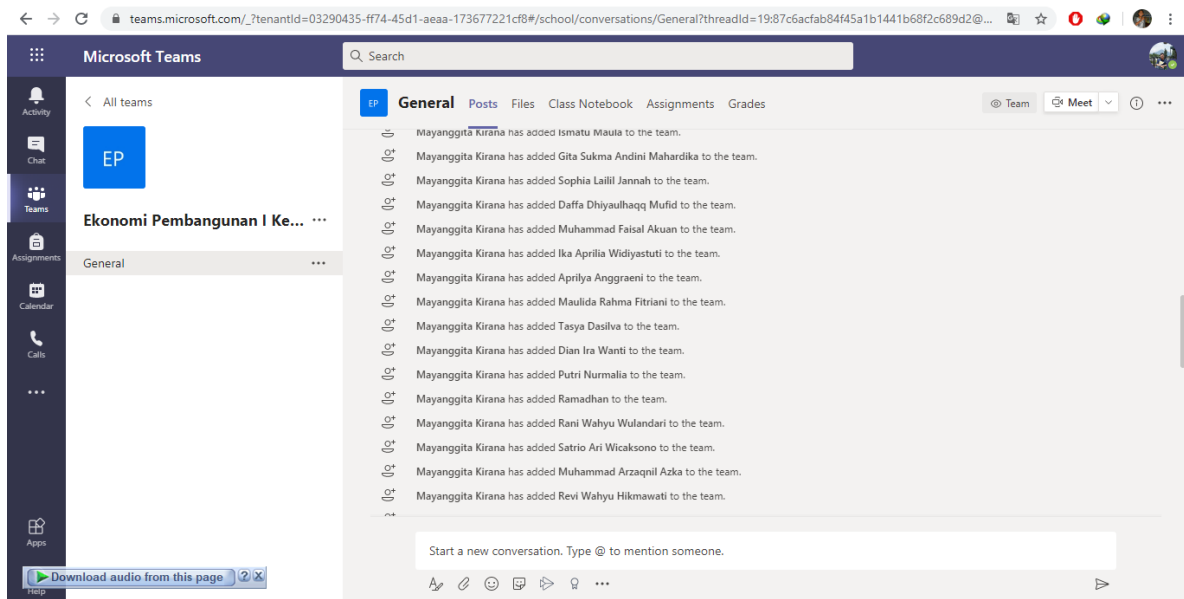 teams.microsoft.com/_?tenantId=03290435-ff74-45d1-aeaa-173677221cf8#/school/conversations/General?threadId=19:87c6acfab84f45a1b1441b68f2c689d2@...
Microsoft Teams
Search
Activity
Chat
Teams
Assignments
Calendar
Calls
Apps
Help
All teams
EP
Ekonomi Pembangunan I Ke...
General
EP General Posts Files Class Notebook Assignments Grades
Team Meet
Mayanggita Kirana has added Ismatu Maula to the team.
Mayanggita Kirana has added Gita Sukma Andini Mahardika to the team.
Mayanggita Kirana has added Sophia Lailil Jannah to the team.
Mayanggita Kirana has added Daffa Dhiyaulhaqq Mufid to the team.
Mayanggita Kirana has added Muhammad Faisal Akuan to the team.
Mayanggita Kirana has added Ika Aprilia Widiyastuti to the team.
Mayanggita Kirana has added Aprilya Anggraeni to the team.
Mayanggita Kirana has added Maulida Rahma Fitriani to the team.
Mayanggita Kirana has added Tasya Dasilva to the team.
Mayanggita Kirana has added Dian Ira Wanti to the team.
Mayanggita Kirana has added Putri Nurmalia to the team.
Mayanggita Kirana has added Ramadhan to the team.
Mayanggita Kirana has added Rani Wahyu Wulandari to the team.
Mayanggita Kirana has added Satrio Ari Wicaksono to the team.
Mayanggita Kirana has added Muhammad Arzaqnil Azka to the team.
Mayanggita Kirana has added Revi Wahyu Hikmawati to the team.
Start a new conversation. Type @ to mention someone.
Download audio from this page ? X